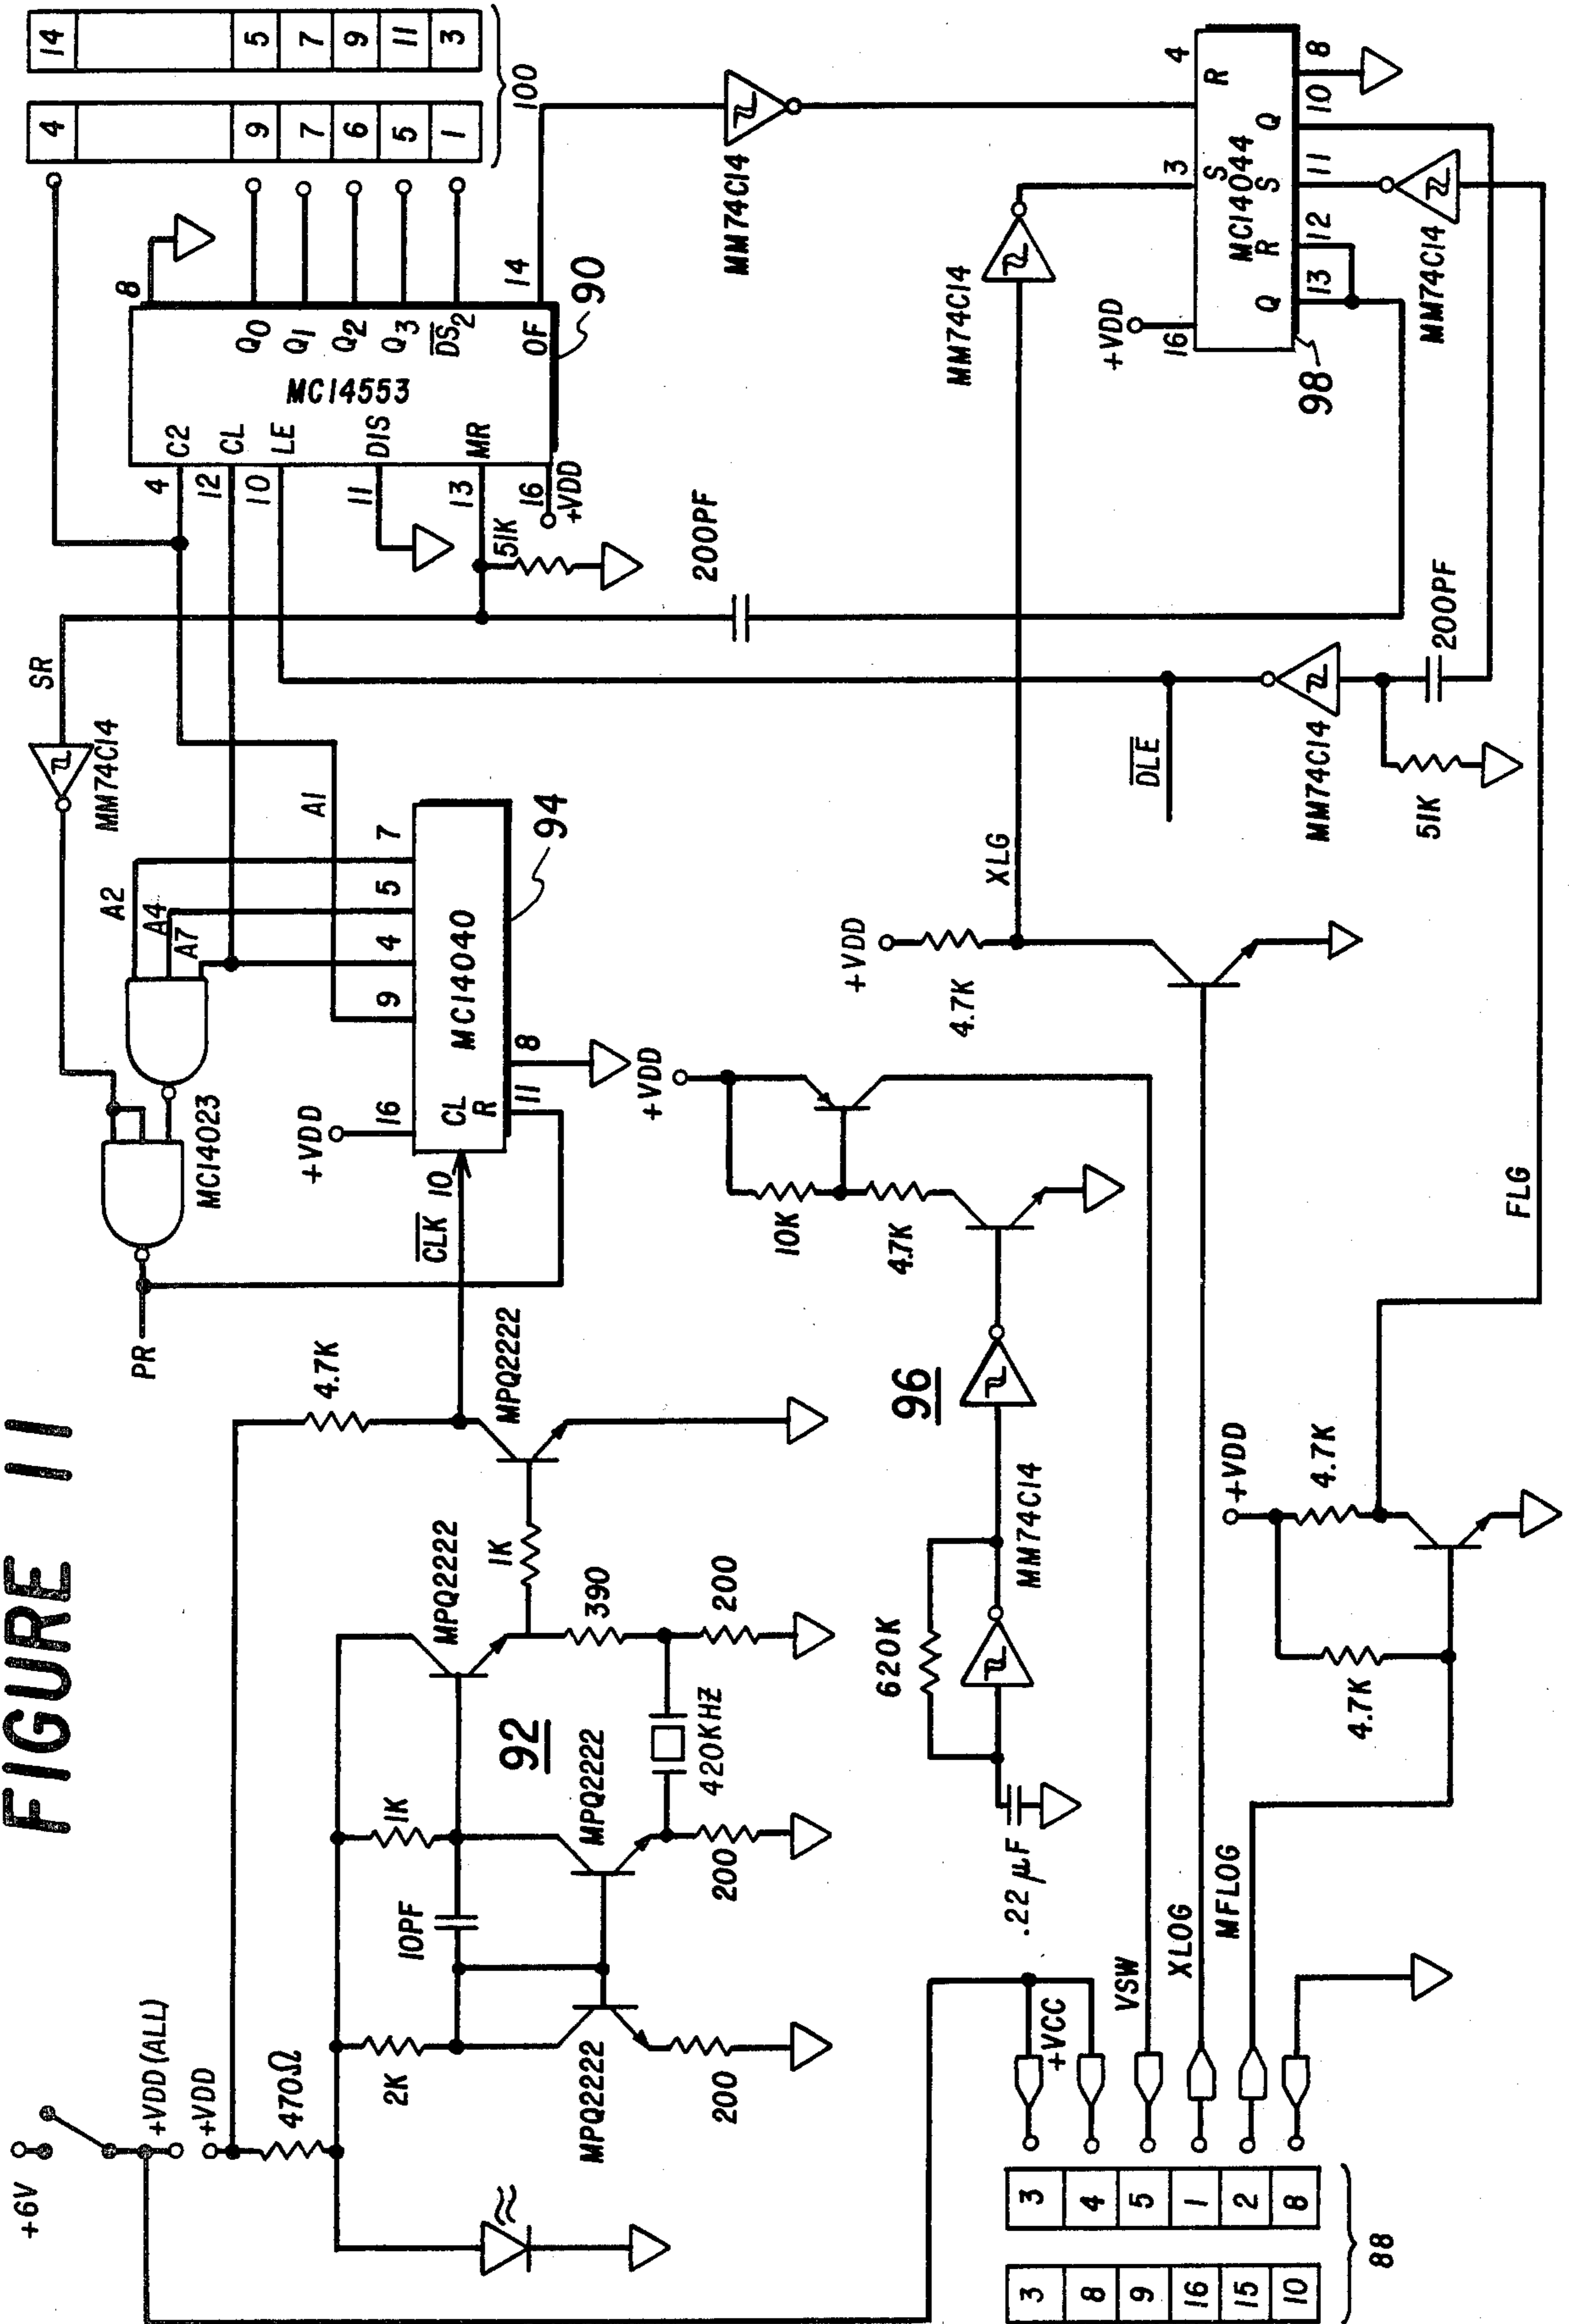 FIGURE 11
+6V
+VDD (ALL)
+VDD
470Ω
2K
10PF
1K
MPQ2222
200
MPQ2222
200
92
420KHZ
MPQ2222
1K
390
200
4.7K
MPQ2222
PR
MC14023
A2
A4
A7
MM74C14
SR
A1
+VDD
16
9
4
5
7
CL
R
MC14040
10
CLK
11
8
94
C2
CL
LE
DIS
MR
4
12
10
11
13
16
+VDD
51K
MC14553
8
Q0
Q1
Q2
Q3
DS2
OF
14
90
4
9
7
6
5
1
14
5
7
9
11
3
100
200PF
MM74C14
MM74C14
3
4
S
R
+VDD
16
MC14044
Q
R
S
Q
13
12
11
10
8
98
MM74C14
200PF
MM74C14
51K
DLE
XLG
+VDD
4.7K
+VDD
10K
4.7K
96
620K
MM74C14
.22 μF
+VDD
4.7K
4.7K
FLG
+VCC
VSW
XLOG
MFLOG
3
4
5
1
2
8
3
8
9
16
15
10
88